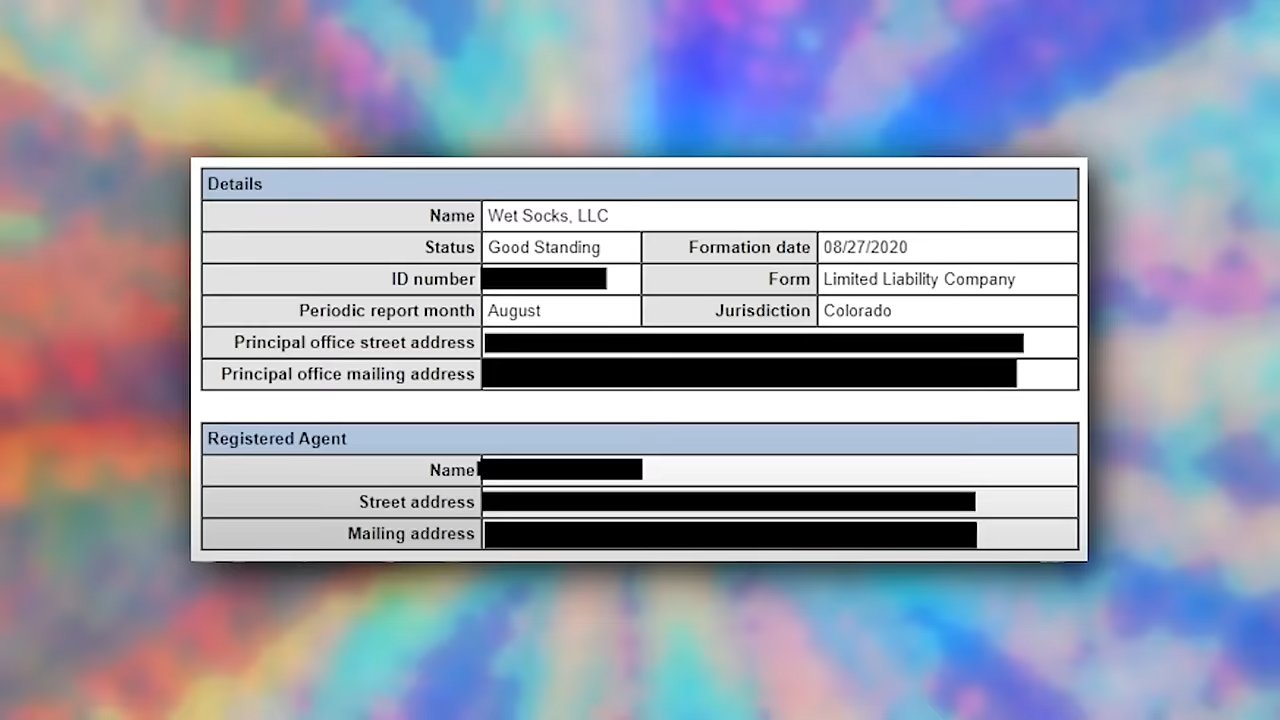 Details
Name Wet Socks, LLC
Status Good Standing Formation date 08/27/2020
ID number Form Limited Liability Company
Periodic report month August Jurisdiction Colorado
Principal office street address
Principal office mailing address
Registered Agent
Name
Street address
Mailing address